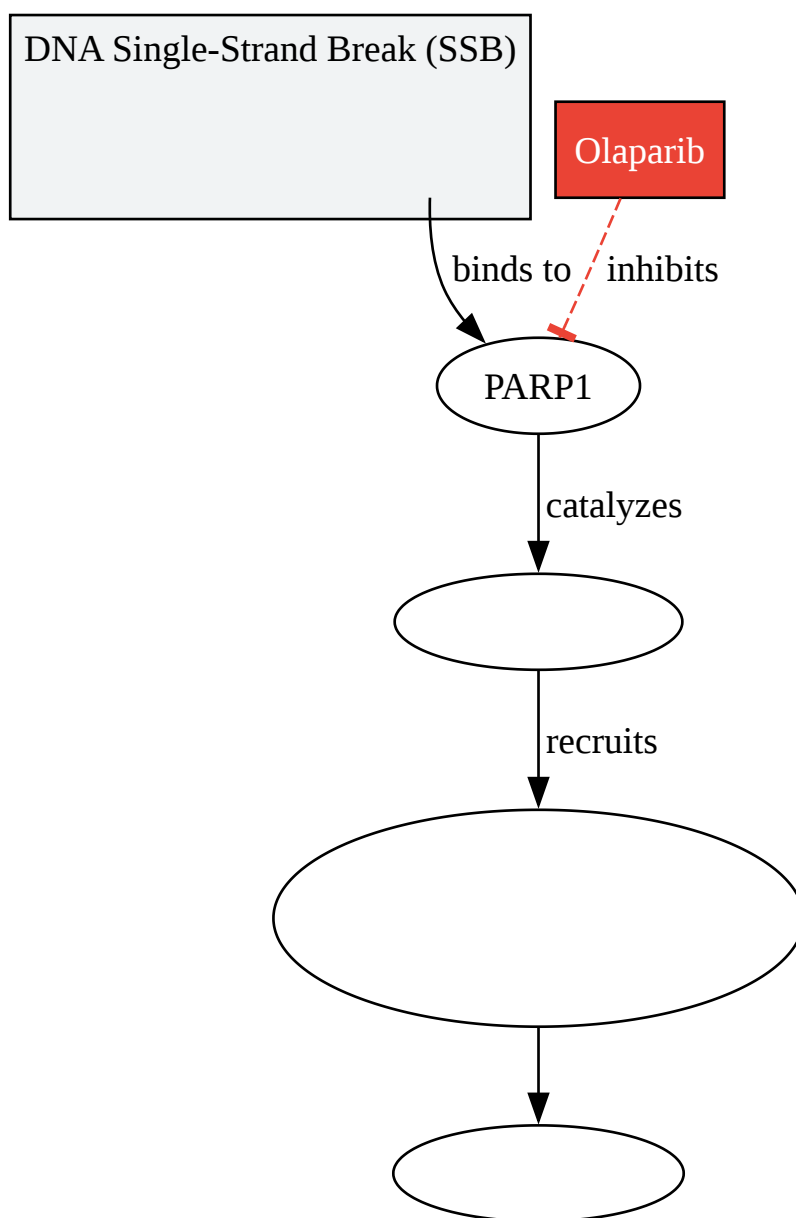 DNA Single-Strand Break (SSB)
Olaparib
binds to
inhibits
PARP1
catalyzes
recruits